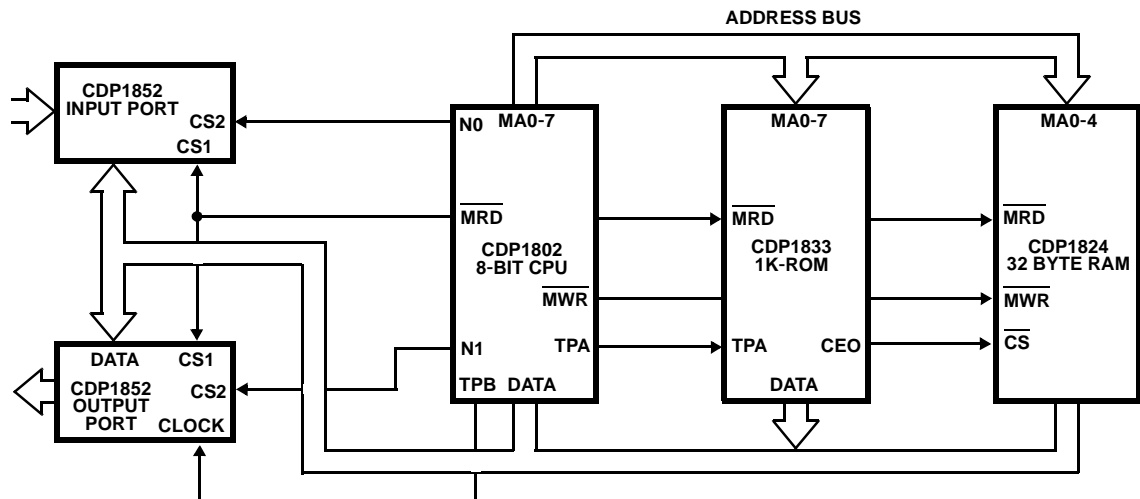 ADDRESS BUS
CDP1852
INPUT PORT
CS2
CS1
N0
MA0-7
MRD
CDP1802
8-BIT CPU
MWR
N1
TPA
TPB
DATA
MA0-7
MRD
CDP1833
1K-ROM
TPA
CEO
DATA
MA0-4
MRD
CDP1824
32 BYTE RAM
MWR
CS
DATA
CS1
CDP1852
OUTPUT
PORT
CS2
CLOCK